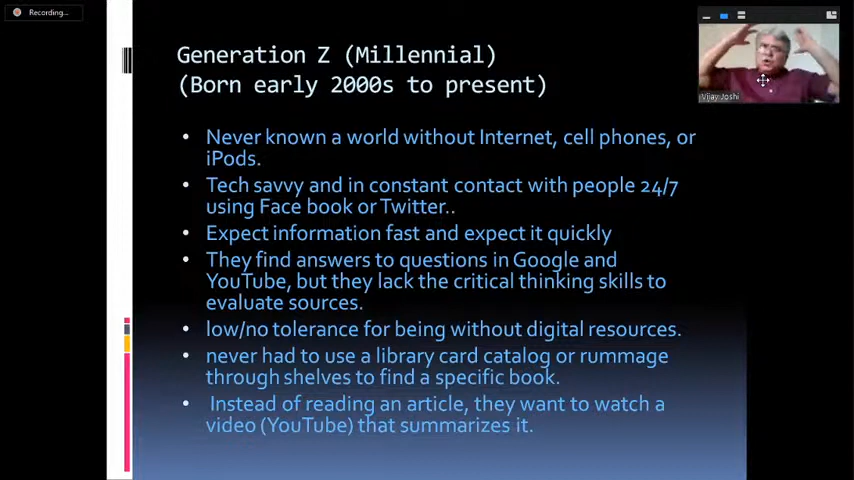 Recording...
Generation Z (Millennial)
(Born early 2000s to present)
• Never known a world without Internet, cell phones, or
iPods.
• Tech savvy and in constant contact with people 24/7
using Face book or Twitter..
• Expect information fast and expect it quickly
• They find answers to questions in Google and
YouTube, but they lack the critical thinking skills to
evaluate sources.
• low/no tolerance for being without digital resources.
• never had to use a library card catalog or rummage
through shelves to find a specific book.
• Instead of reading an article, they want to watch a
video (YouTube) that summarizes it.
Vijay Joshi